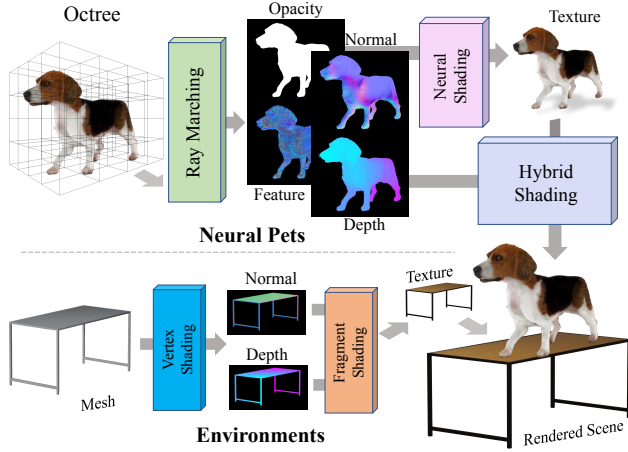 Octree
Opacity
Normal
Texture
Ray Marching
Neural
Shading
Feature
Depth
Hybrid
Shading
Neural Pets
Normal
Texture
Vertex
Shading
Depth
Fragment
Shading
Mesh
Environments
Rendered Scene